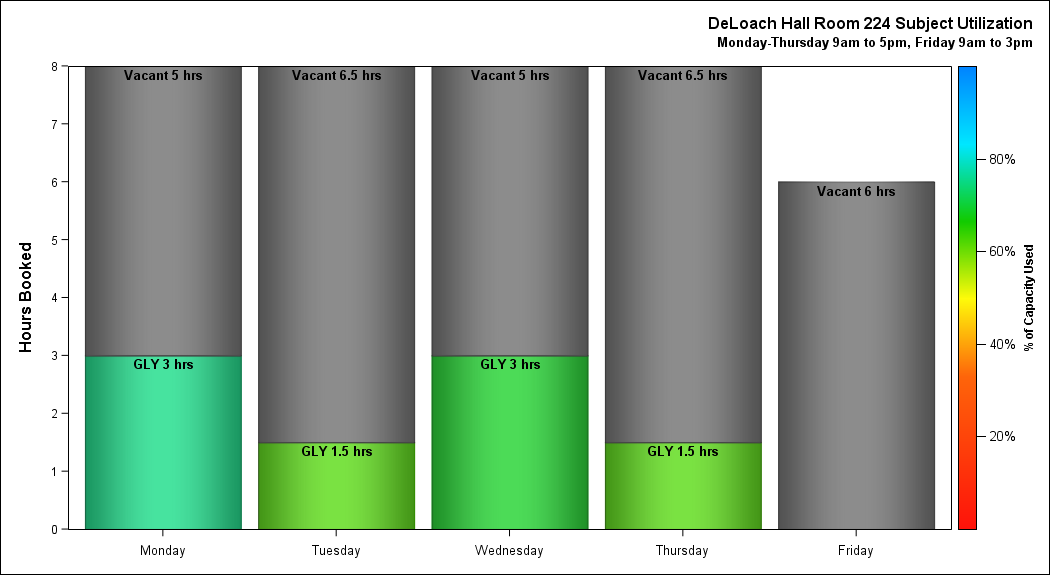 DeLoach Hall Room 224 Subject Utilization
Monday-Thursday 9am to 5pm, Friday 9am to 3pm
Hours Booked
8
7
6
5
4
3
2
1
0
Vacant 5 hrs
Vacant 6.5 hrs
Vacant 5 hrs
Vacant 6.5 hrs
Vacant 6 hrs
GLY 3 hrs
GLY 1.5 hrs
GLY 3 hrs
GLY 1.5 hrs
Monday
Tuesday
Wednesday
Thursday
Friday
80%
60%
40%
20%
% of Capacity Used